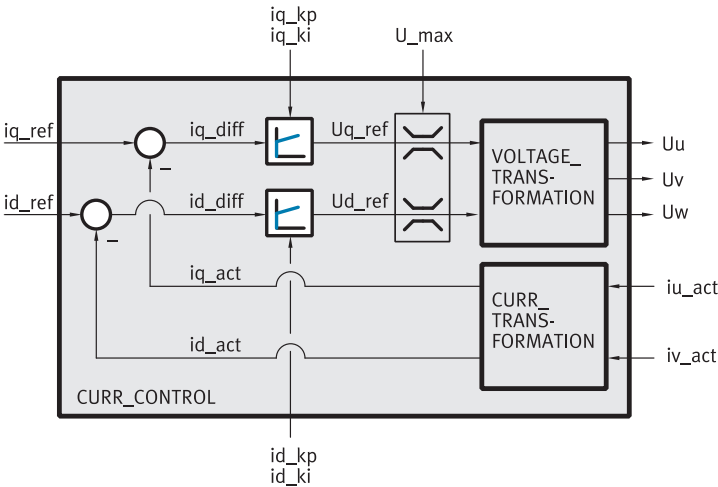 iq_kp
iq_ki
U_max
iq_ref
iq_diff
Uq_ref
Uu
VOLTAGE_
TRANS-
FORMATION
Uv
id_ref
id_diff
Ud_ref
Uw
–
–
iq_act
iu_act
CURR_
TRANS-
FORMATION
id_act
iv_act
CURR_CONTROL
id_kp
id_ki